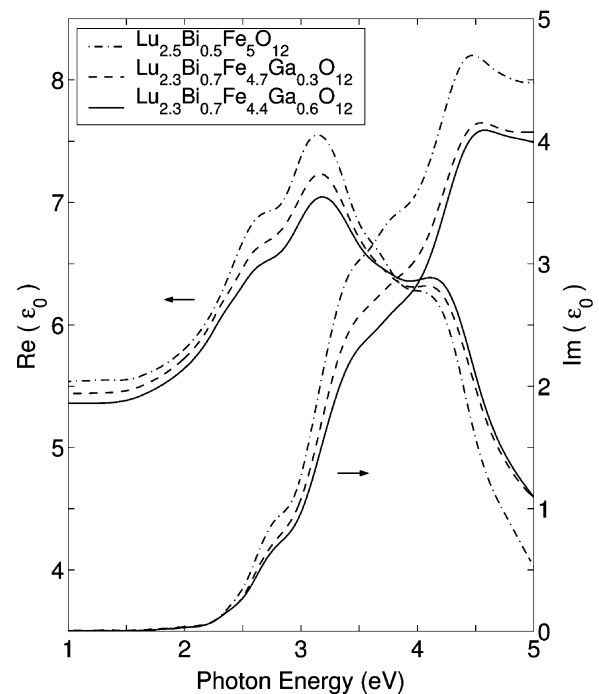 Lu2.5Bi0.5Fe5O12
Lu2.3Bi0.7Fe4.7Ga0.3O12
Lu2.3Bi0.7Fe4.4Ga0.6O12
8
7
6
5
4
Re ( ε0 )
5
4
3
2
1
0
Im ( ε0 )
1
2
3
4
5
Photon Energy (eV)